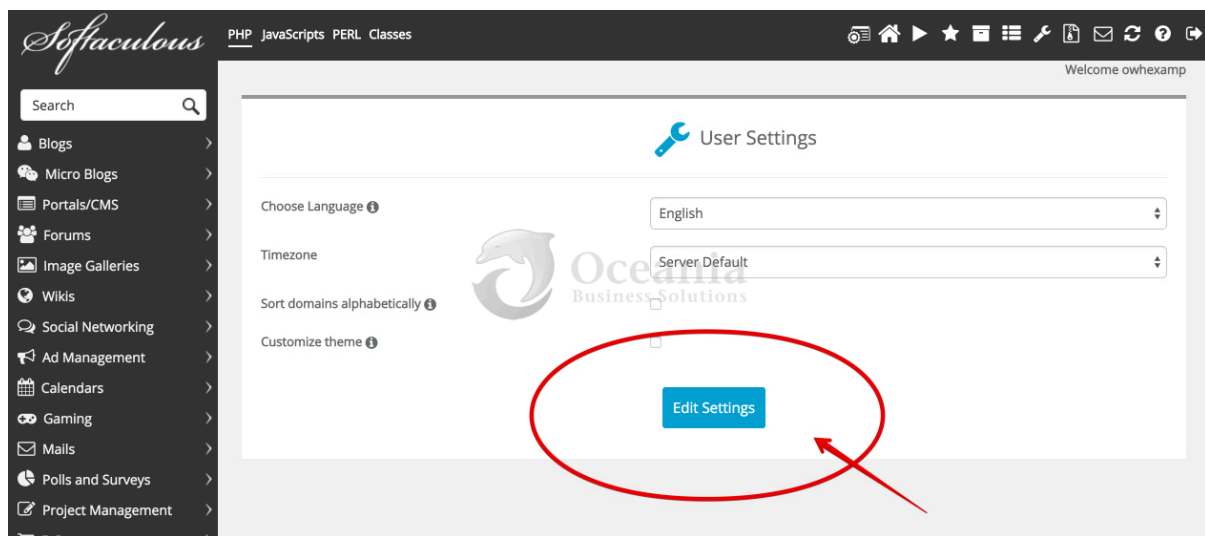 Softaculous
PHP JavaScripts PERL Classes
Welcome owhexamp
Search
Blogs
Micro Blogs
Portals/CMS
Forums
Image Galleries
Wikis
Social Networking
Ad Management
Calendars
Gaming
Mails
Polls and Surveys
Project Management
User Settings
Choose Language
English
Timezone
Server Default
Sort domains alphabetically
Customize theme
Edit Settings
Oceania
Business Solutions